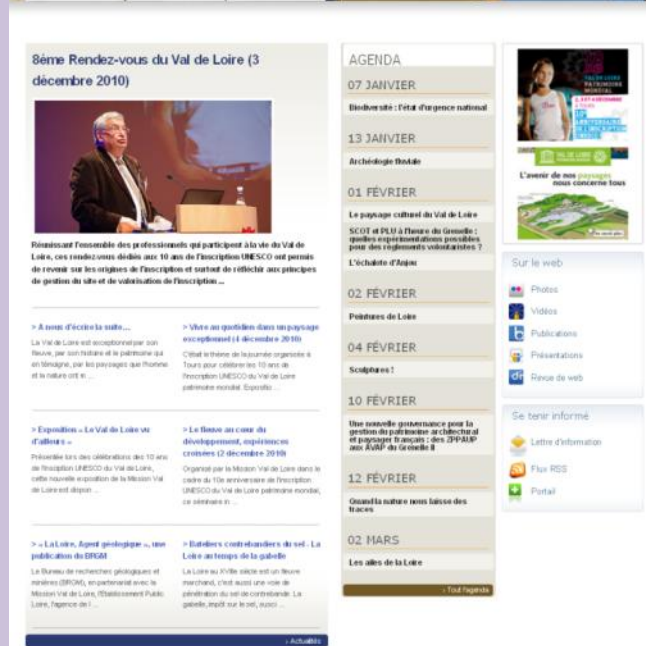 8ème Rendez-vous du Val de Loire (3
décembre 2010)
Réunissant l'ensemble des professionnels qui participent à la vie du Val de
Loire, ces rendez-vous dédiés aux 10 ans de l'inscription UNESCO ont permis
de revenir sur les origines de l'inscription et surtout de réfléchir aux principes
de gestion du site et de valorisation de l'inscription ...
> A nous d'écrire la suite...
La Val de Loire est exceptionnel par son
fleuve, par son histoire et le patrimoine qui
en témoigne, par les paysages que l'homme
et la nature ont in ...
> Vivre au quotidien dans un paysage
exceptionnel (4 décembre 2010)
C'était le thème de la journée organisée à
Tours pour célébrer les 10 ans de
l'inscription UNESCO du Val de Loire
patrimoine mondial. Expositio ...
> Exposition « Le Val de Loire vu
d'ailleurs »
Présentée lors des célébrations des 10 ans
de l'inscription UNESCO du Val de Loire,
cette nouvelle exposition de la Mission Val
de Loire est dispon ...
> Le fleuve au cœur du
développement, expériences
croisées (2 décembre 2010)
Organisé par la Mission Val de Loire dans le
cadre du 10e anniversaire de l'inscription
UNESCO du Val de Loire patrimoine mondial,
ce séminaire in ...
> « La Loire, Agent géologique », une
publication du BRGM
Le Bureau de recherches géologiques et
minières (BRGM), en partenariat avec la
Mission Val de Loire, l'Etablissement Public
Loire, l'agence de l ...
> Bateliers contrebandiers du sel - La
Loire au temps de la gabelle
La Loire au XVIIIe siècle est un fleuve
marchand, c'est aussi une voie de
pénétration du sel de contrebande. La
gabelle, impôt sur le sel, susci ...
› Actualités
AGENDA
07 JANVIER
Biodiversité : l'état d'urgence national
13 JANVIER
Archéologie fluviale
01 FÉVRIER
Le paysage culturel du Val de Loire
SCOT et PLU à l'heure du Grenelle :
quelles expérimentations possibles
pour des règlements volontaristes ?
L'échalote d'Anjou
02 FÉVRIER
Peintures de Loire
04 FÉVRIER
Sculptures !
10 FÉVRIER
Une nouvelle gouvernance pour la
gestion du patrimoine architectural
et paysager français : des ZPPAUP
aux AVAP du Grenelle II
12 FÉVRIER
Quand la nature nous laisse des
traces
02 MARS
Les ailes de la Loire
› Tout l'agenda
VAL DE LOIRE
PATRIMOINE
MONDIAL
10e
ANNIVERSAIRE
DE L'INSCRIPTION
UNESCO !
VAL DE LOIRE
L'avenir de nos paysages
nous concerne tous
Sur le web
Photos
Vidéos
Publications
Présentations
Revue de web
Se tenir informé
Lettre d'information
Flux RSS
Portail